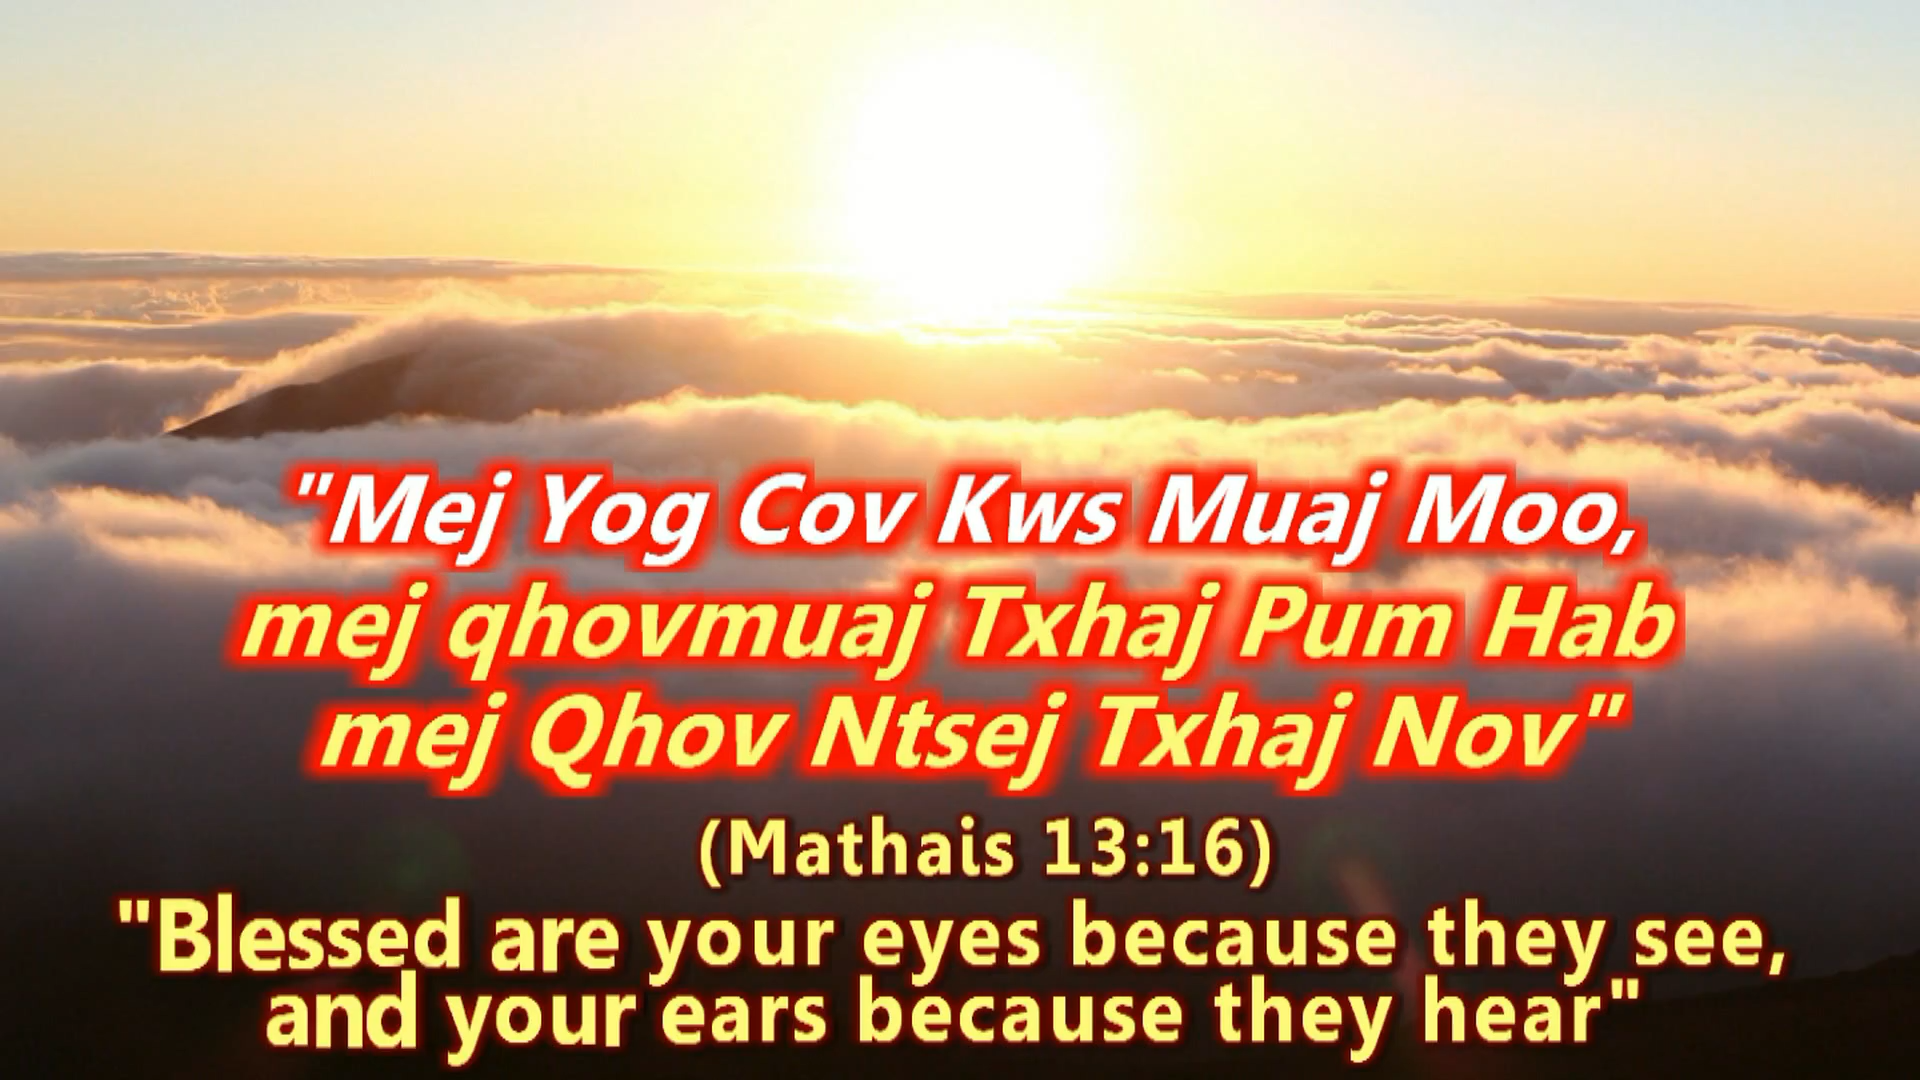 "Mej Yog Cov Kws Muaj Moo,
mej qhovmuaj Txhaj Pum Hab
mej Qhov Ntsej Txhaj Nov"
(Mathais 13:16)
"Blessed are your eyes because they see,
and your ears because they hear"